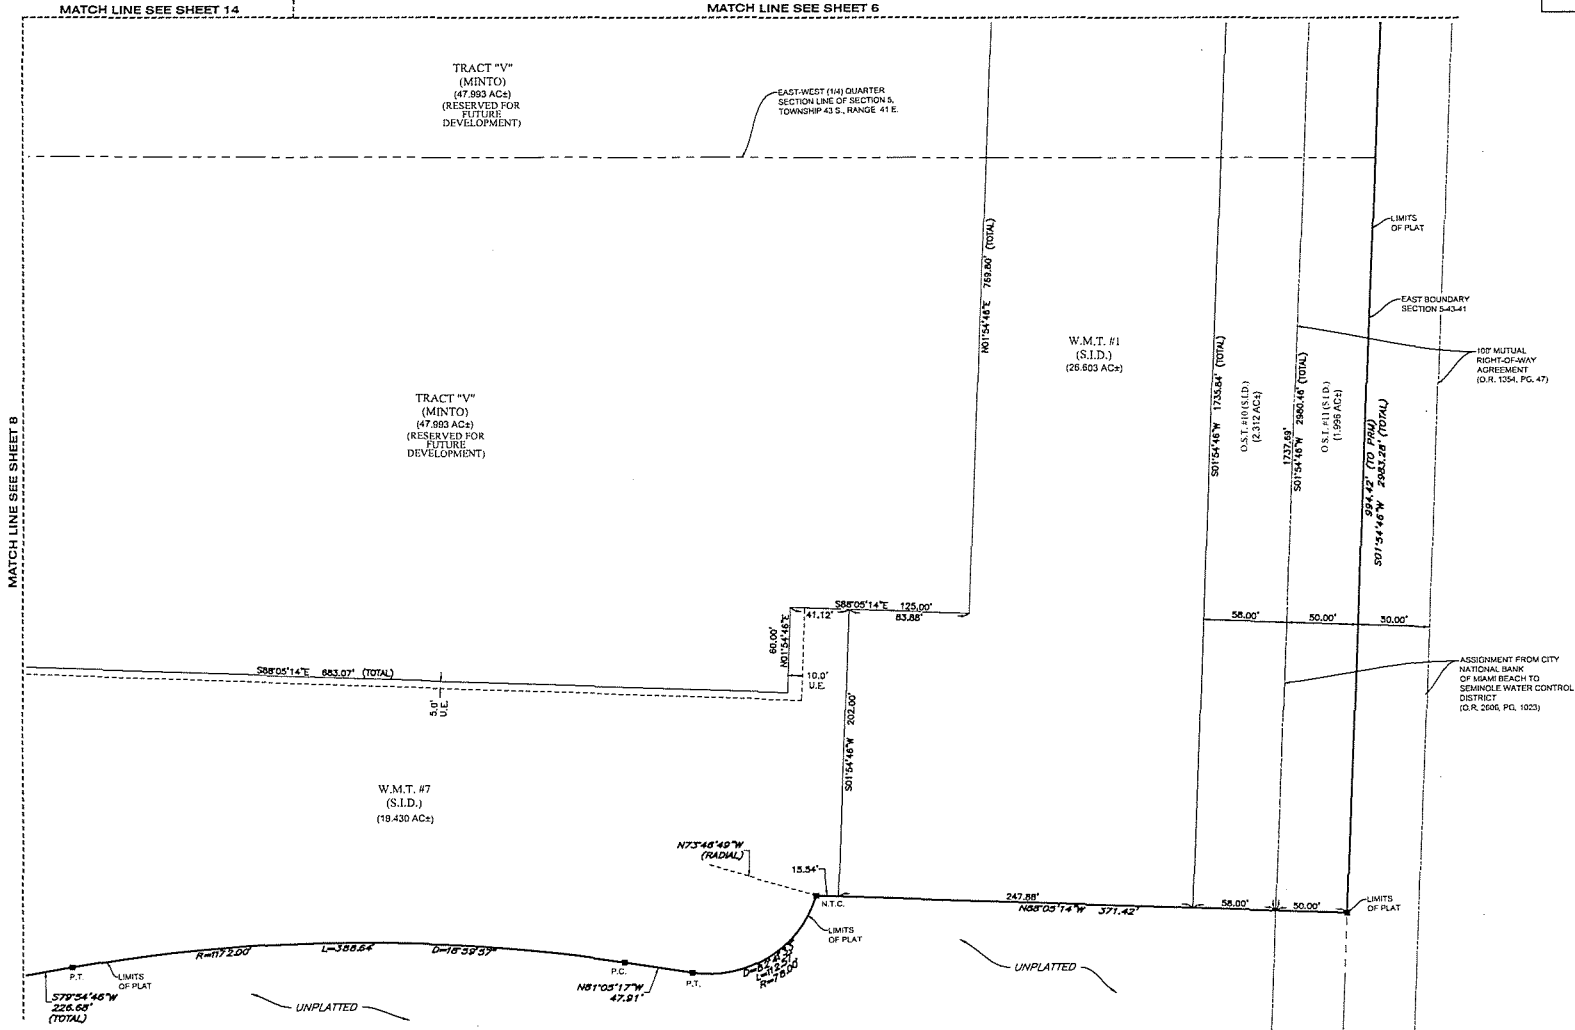 MATCH LINE SEE SHEET 14
MATCH LINE SEE SHEET 6
MATCH LINE SEE SHEET 8
TRACT "V"
(MINTO)
(47.993 AC±)
(RESERVED FOR
FUTURE
DEVELOPMENT)
EAST-WEST (1/4) QUARTER
SECTION LINE OF SECTION 5,
TOWNSHIP 43 S., RANGE 41 E.
LIMITS
OF PLAT
EAST BOUNDARY
SECTION 5-43-41
100' MUTUAL
RIGHT-OF-WAY
AGREEMENT
(O.R. 1354, PG. 47)
N01°54'46"E 759.80' (TOTAL)
W.M.T. #1
(S.I.D.)
(26.603 AC±)
S01°54'46"W 1735.84' (TOTAL)
O.S.T. #10 (S.I.D.)
(2.312 AC±)
1737.69'
S01°54'46"W 2980.46' (TOTAL)
O.S.T. #11 (S.I.D.)
(1.996 AC±)
994.42' (TO PRM)
S01°54'46"W 2983.28' (TOTAL)
TRACT "V"
(MINTO)
(47.993 AC±)
(RESERVED FOR
FUTURE
DEVELOPMENT)
S88°05'14"E 125.00'
41.12'
83.88'
60.00'
N01°54'46"E
10.0'
U.E.
58.00'
50.00'
50.00'
S88°05'14"E 683.07' (TOTAL)
5.0'
U.E.
S01°54'46"W 202.00'
ASSIGNMENT FROM CITY
NATIONAL BANK
OF MIAMI BEACH TO
SEMINOLE WATER CONTROL
DISTRICT
(O.R. 2606, PG. 1023)
W.M.T. #7
(S.I.D.)
(19.430 AC±)
N73°46'49"W
(RADIAL)
15.54'
N.T.C.
247.88'
N88°05'14"W 371.42'
58.00'
50.00'
LIMITS
OF PLAT
LIMITS
OF PLAT
R=1172.00'
L=388.64'
D=18°59'57"
L=112.51'
R=78.00'
P.T.
LIMITS
OF PLAT
P.C.
P.T.
N81°05'17"W
47.91'
S79°54'46"W
226.68'
(TOTAL)
UNPLATTED
UNPLATTED